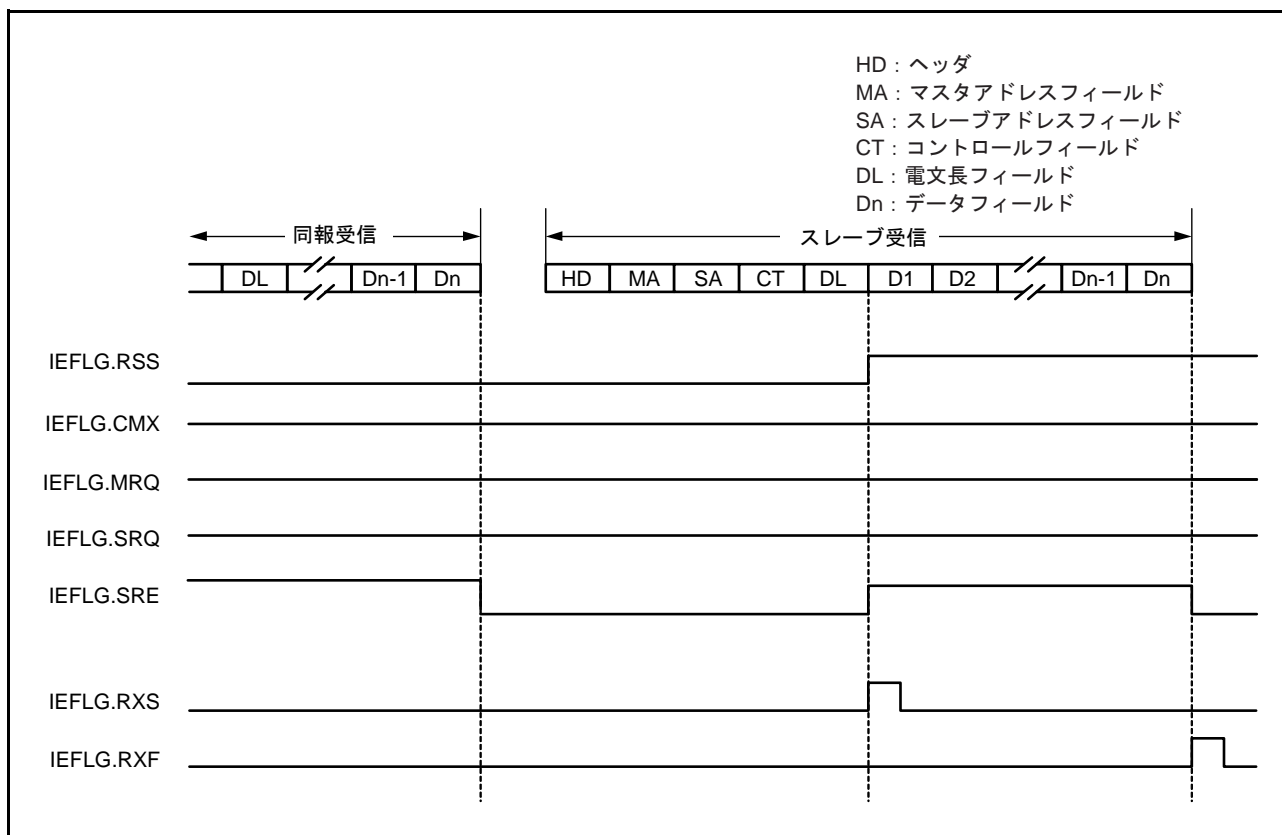 HD：ヘッダ
MA：マスタアドレスフィールド
SA：スレーブアドレスフィールド
CT：コントロールフィールド
DL：電文長フィールド
Dn：データフィールド
同報受信 スレーブ受信
DL Dn-1 Dn HD MA SA CT DL D1 D2 Dn-1 Dn
IEFLG.RSS
IEFLG.CMX
IEFLG.MRQ
IEFLG.SRQ
IEFLG.SRE
IEFLG.RXS
IEFLG.RXF